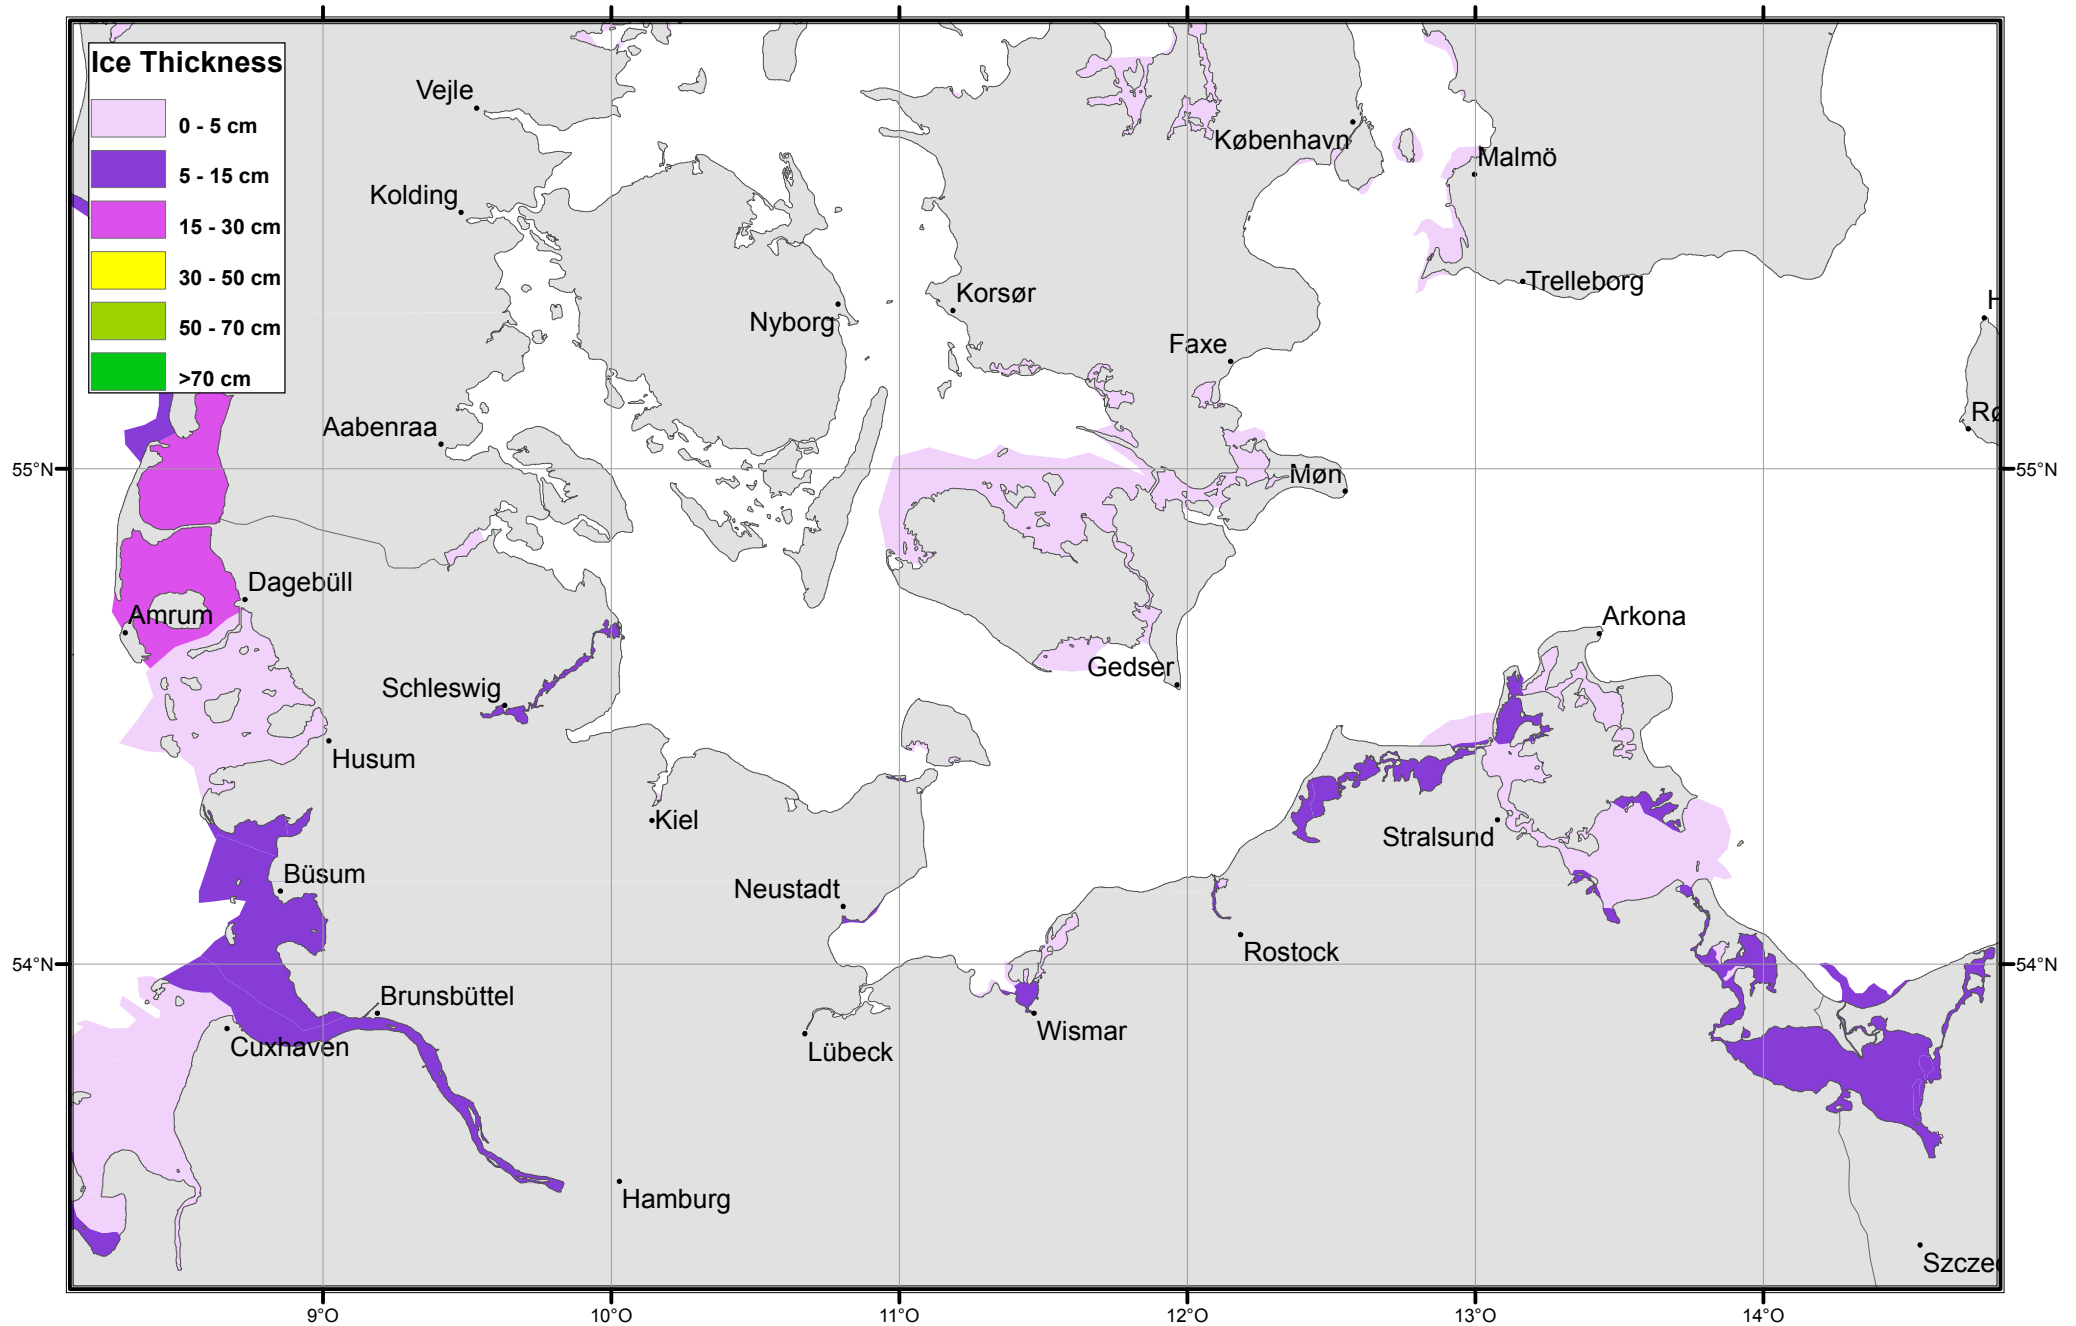 Ice Thickness
0 - 5 cm
5 - 15 cm
15 - 30 cm
30 - 50 cm
50 - 70 cm
>70 cm
Vejle
København
Malmö
Kolding
Trelleborg
Korsør
H
Nyborg
Faxe
Rø
Aabenraa
55°N
55°N
Møn
Dagebüll
Amrum
Arkona
Gedser
Schleswig
Husum
Kiel
Stralsund
Büsum
Neustadt
Rostock
54°N
54°N
Brunsbüttel
Wismar
Cuxhaven
Lübeck
Hamburg
Szcze
9°O
10°O
11°O
12°O
13°O
14°O